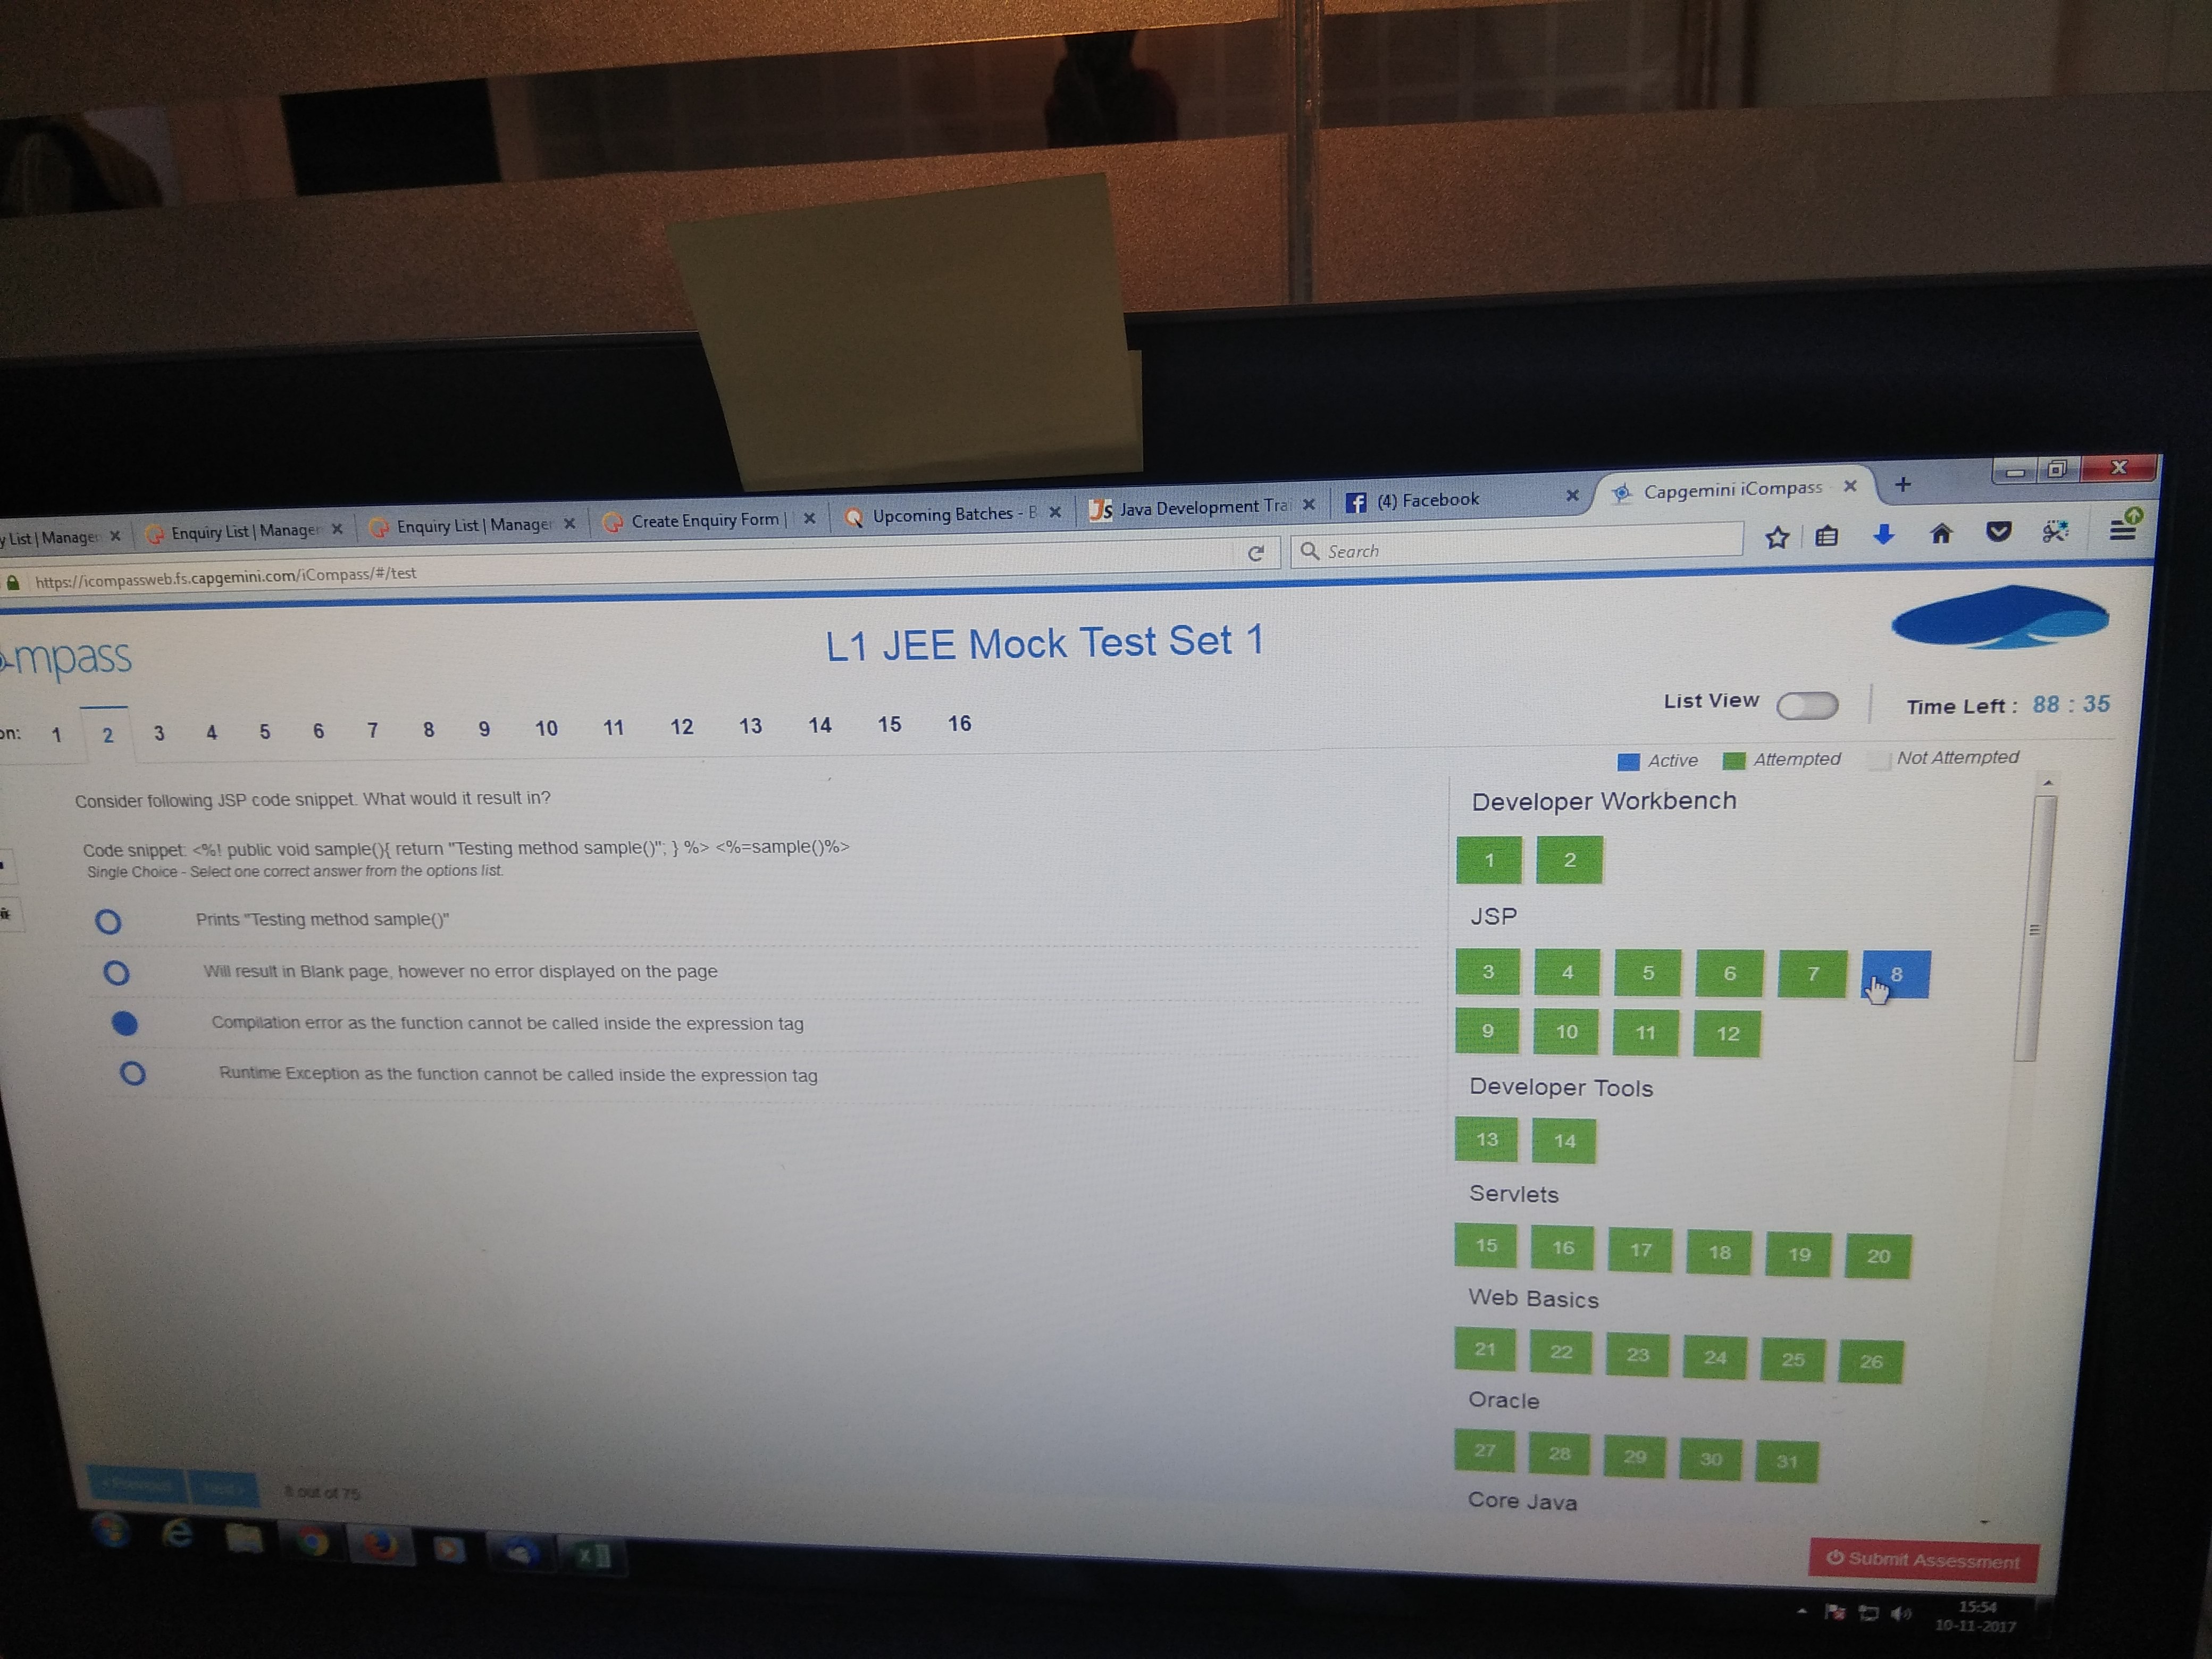 y List | Manager
Enquiry List | Manager
Enquiry List | Manager
Create Enquiry Form |
Upcoming Batches - B
Java Development Trai
(4) Facebook
Capgemini iCompass
https://icompassweb.fs.capgemini.com/iCompass/#/test
Search
mpass
L1 JEE Mock Test Set 1
List View
Time Left : 88 : 35
on: 1 2 3 4 5 6 7 8 9 10 11 12 13 14 15 16
Active Attempted Not Attempted
Consider following JSP code snippet. What would it result in?
Code snippet: <%! public void sample(){ return "Testing method sample()"; } %> <%=sample()%>
Single Choice - Select one correct answer from the options list.
Prints "Testing method sample()"
Will result in Blank page, however no error displayed on the page
Compilation error as the function cannot be called inside the expression tag
Runtime Exception as the function cannot be called inside the expression tag
Developer Workbench
1 2
JSP
3 4 5 6 7 8
9 10 11 12
Developer Tools
13 14
Servlets
15 16 17 18 19 20
Web Basics
21 22 23 24 25 26
Oracle
27 28 29 30 31
Core Java
8 out of 75
Submit Assessment
15:54
10-11-2017